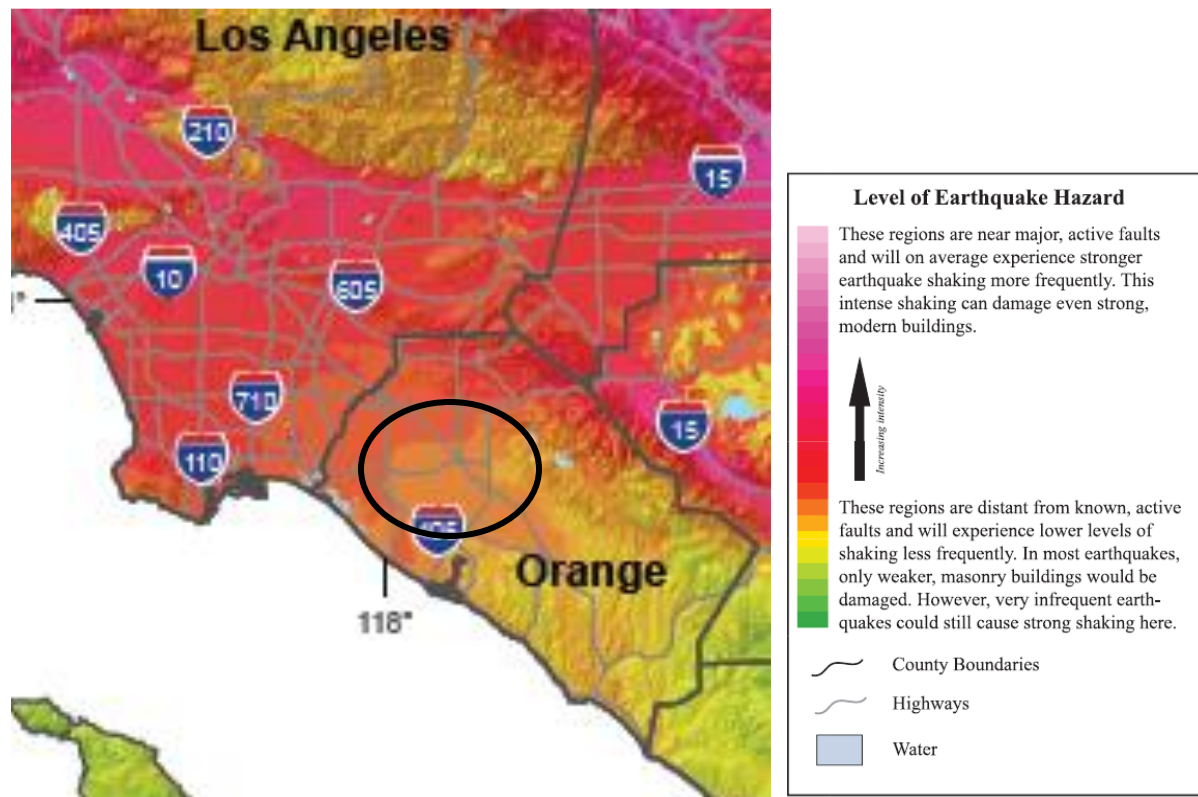 Los Angeles
210
15
405
10
605
710
15
110
405
Orange
118°
Level of Earthquake Hazard
These regions are near major, active faults
and will on average experience stronger
earthquake shaking more frequently. This
intense shaking can damage even strong,
modern buildings.
Increasing intensity
These regions are distant from known, active
faults and will experience lower levels of
shaking less frequently. In most earthquakes,
only weaker, masonry buildings would be
damaged. However, very infrequent earth-
quakes could still cause strong shaking here.
County Boundaries
Highways
Water